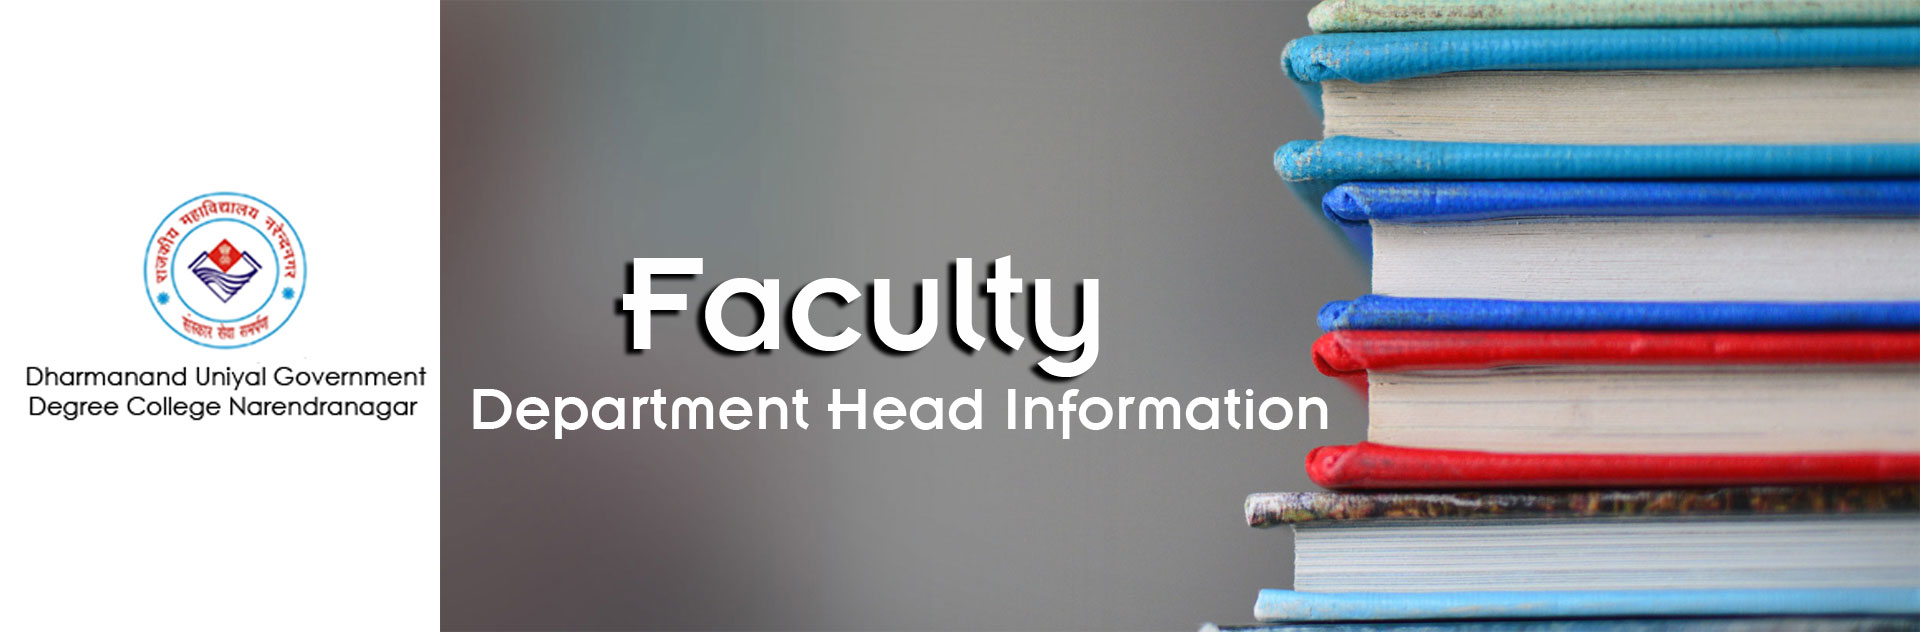 राजकीय महाविद्यालय नरेन्द्रनगर
संस्कार सेवा समर्पण
Dharmanand Uniyal Government
Degree College Narendranagar
Faculty
Department Head Information